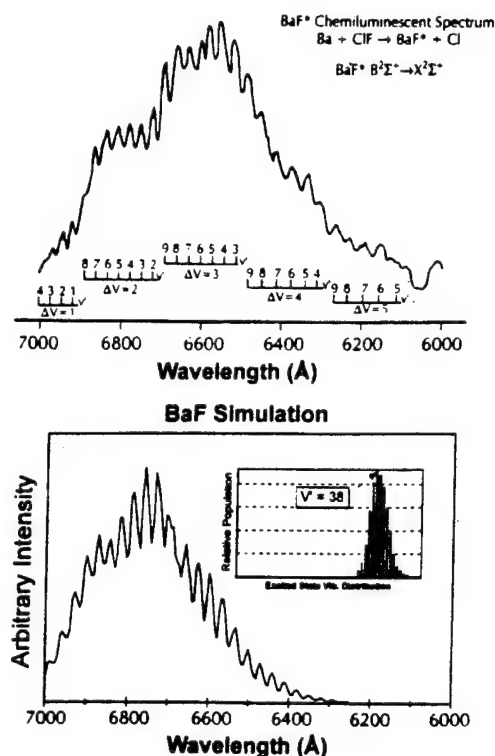 BaF* Chemiluminescent Spectrum
Ba + ClF → BaF* + Cl
BaF* B²Σ⁺→X²Σ⁺
9 8 7 6 5 4 3 v'
ΔV = 3
8 7 6 5 4 3 2 v'
ΔV = 2
9 8 7 6 5 4 v'
ΔV = 4
9 8 7 6 5 v'
ΔV = 5
4 3 2 1 v'
ΔV = 1
7000 6800 6600 6400 6200 6000
Wavelength (Å)
BaF Simulation
Arbitrary Intensity
Relative Population
V' = 38
Excited State Vib. Distribution
7000 6800 6600 6400 6200 6000
Wavelength (Å)